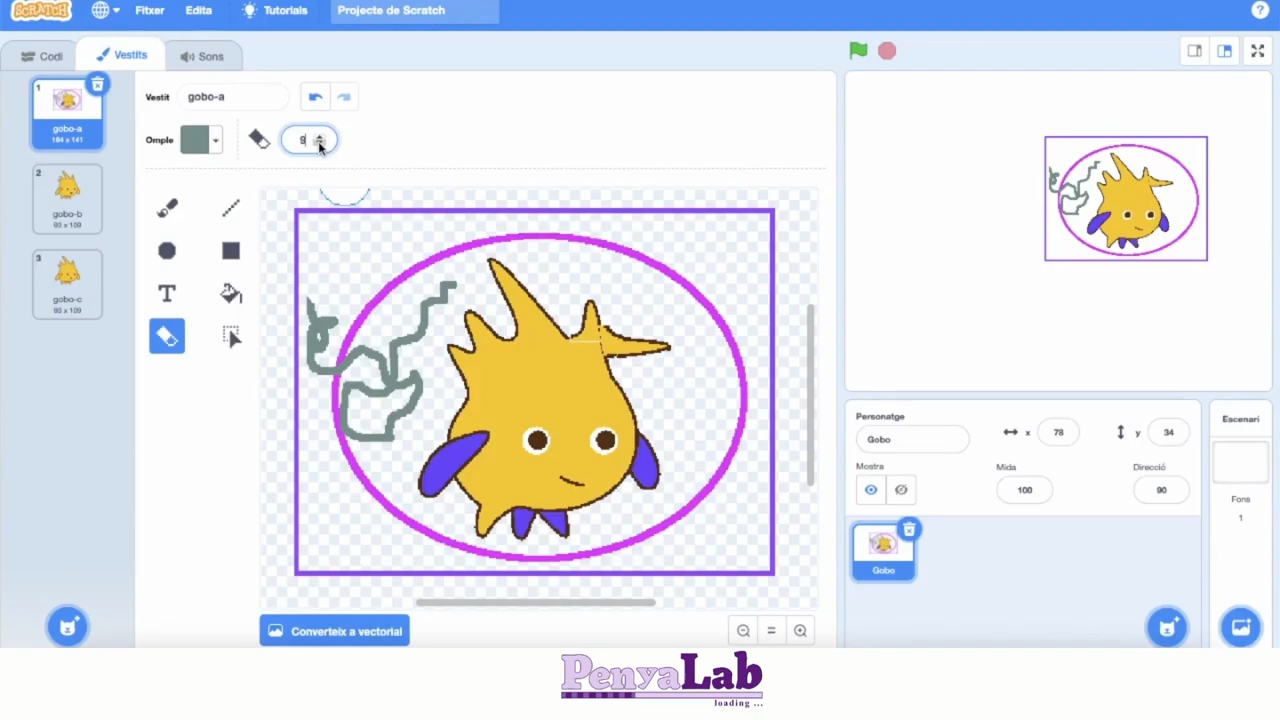 SCRATCH
Fitxer
Edita
Tutorials
Projecte de Scratch
?
Codi
Vestits
Sons
1
gobo-a
184 x 141
2
gobo-b
93 x 109
3
gobo-c
93 x 109
Vestit
gobo-a
Omple
9
T
Converteix a vectorial
Personatge
Gobo
x
78
y
34
Mostra
Mida
100
Direcció
90
Gobo
Escenari
Fons
1
PenyaLab
loading ...